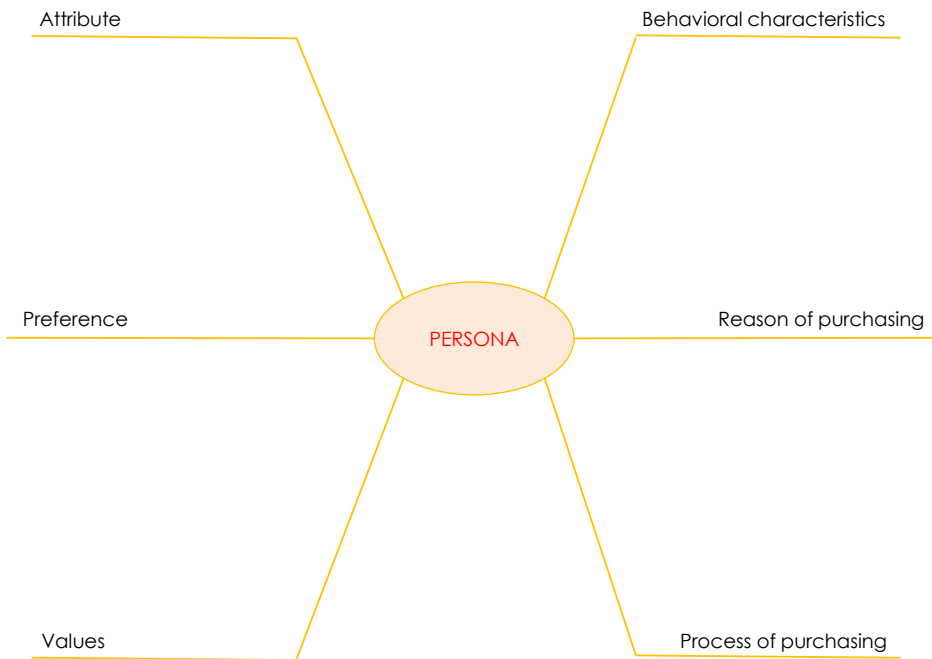 Attribute
Behavioral characteristics
Preference
PERSONA
Reason of purchasing
Values
Process of purchasing